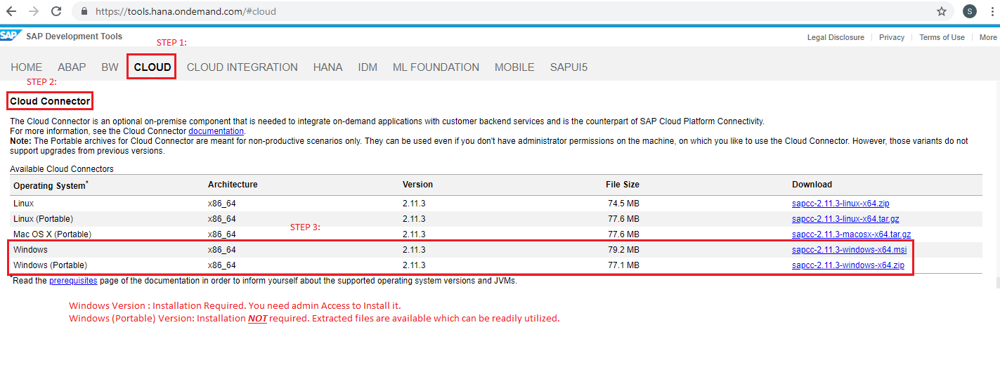 https://tools.hana.ondemand.com/#cloud
S
SAP SAP Development Tools
Legal Disclosure Privacy Terms of Use More
STEP 1:
HOME ABAP BW CLOUD CLOUD INTEGRATION HANA IDM ML FOUNDATION MOBILE SAPUI5
STEP 2:
Cloud Connector
The Cloud Connector is an optional on-premise component that is needed to integrate on-demand applications with customer backend services and is the counterpart of SAP Cloud Platform Connectivity.
For more information, see the Cloud Connector documentation.
Note: The Portable archives for Cloud Connector are meant for non-productive scenarios only. They can be used even if you don't have administrator permissions on the machine, on which you like to use the Cloud Connector. However, those variants do not
support upgrades from previous versions.
Available Cloud Connectors
Operating System* Architecture Version File Size Download
Linux x86_64 2.11.3 74.5 MB sapcc-2.11.3-linux-x64.zip
Linux (Portable) x86_64 2.11.3 77.6 MB sapcc-2.11.3-linux-x64.tar.gz
STEP 3:
Mac OS X (Portable) x86_64 2.11.3 77.6 MB sapcc-2.11.3-macosx-x64.tar.gz
Windows x86_64 2.11.3 79.2 MB sapcc-2.11.3-windows-x64.msi
Windows (Portable) x86_64 2.11.3 77.1 MB sapcc-2.11.3-windows-x64.zip
*Read the prerequisites page of the documentation in order to inform yourself about the supported operating system versions and JVMs.
Windows Version : Installation Required. You need admin Access to Install it.
Windows (Portable) Version: Installation NOT required. Extracted files are available which can be readily utilized.